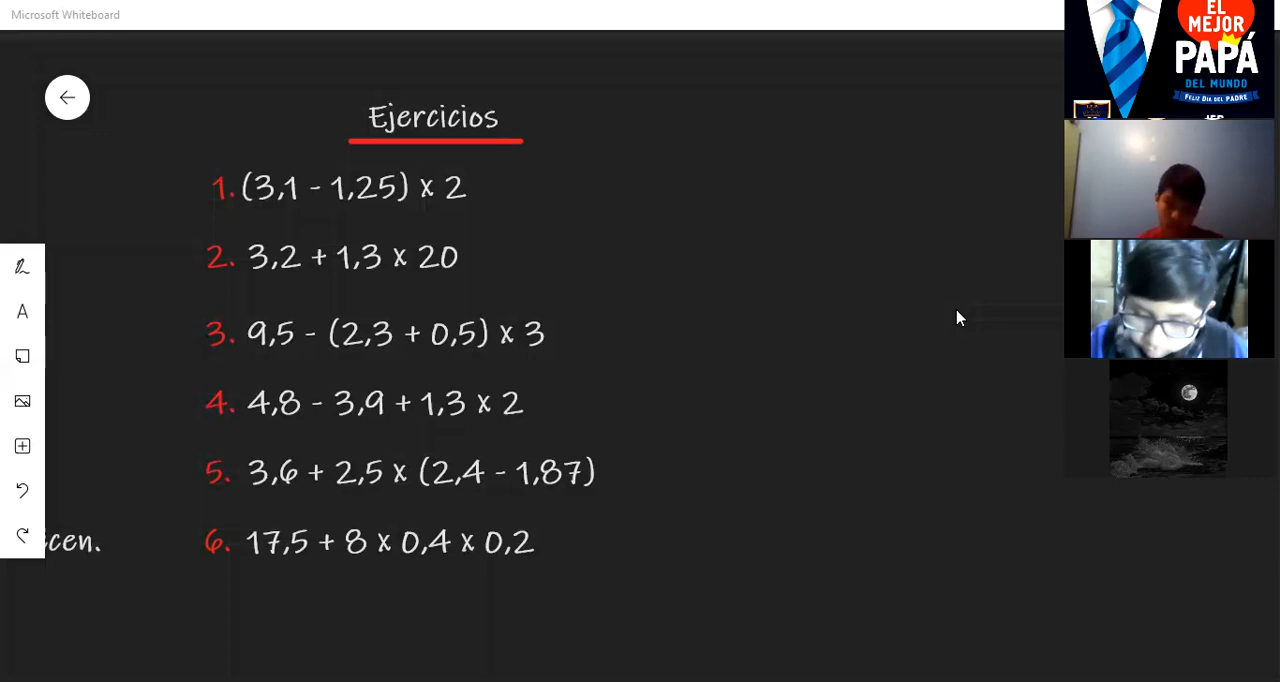 Microsoft Whiteboard
EL
MEJOR
PAPÁ
DEL MUNDO
FELIZ DIA DEL PADRE
Ejercicios
1. (3,1 - 1,25) x 2
2. 3,2 + 1,3 x 20
3. 9,5 - (2,3 + 0,5) x 3
4. 4,8 - 3,9 + 1,3 x 2
5. 3,6 + 2,5 x (2,4 - 1,87)
cen. 6. 17,5 + 8 x 0,4 x 0,2